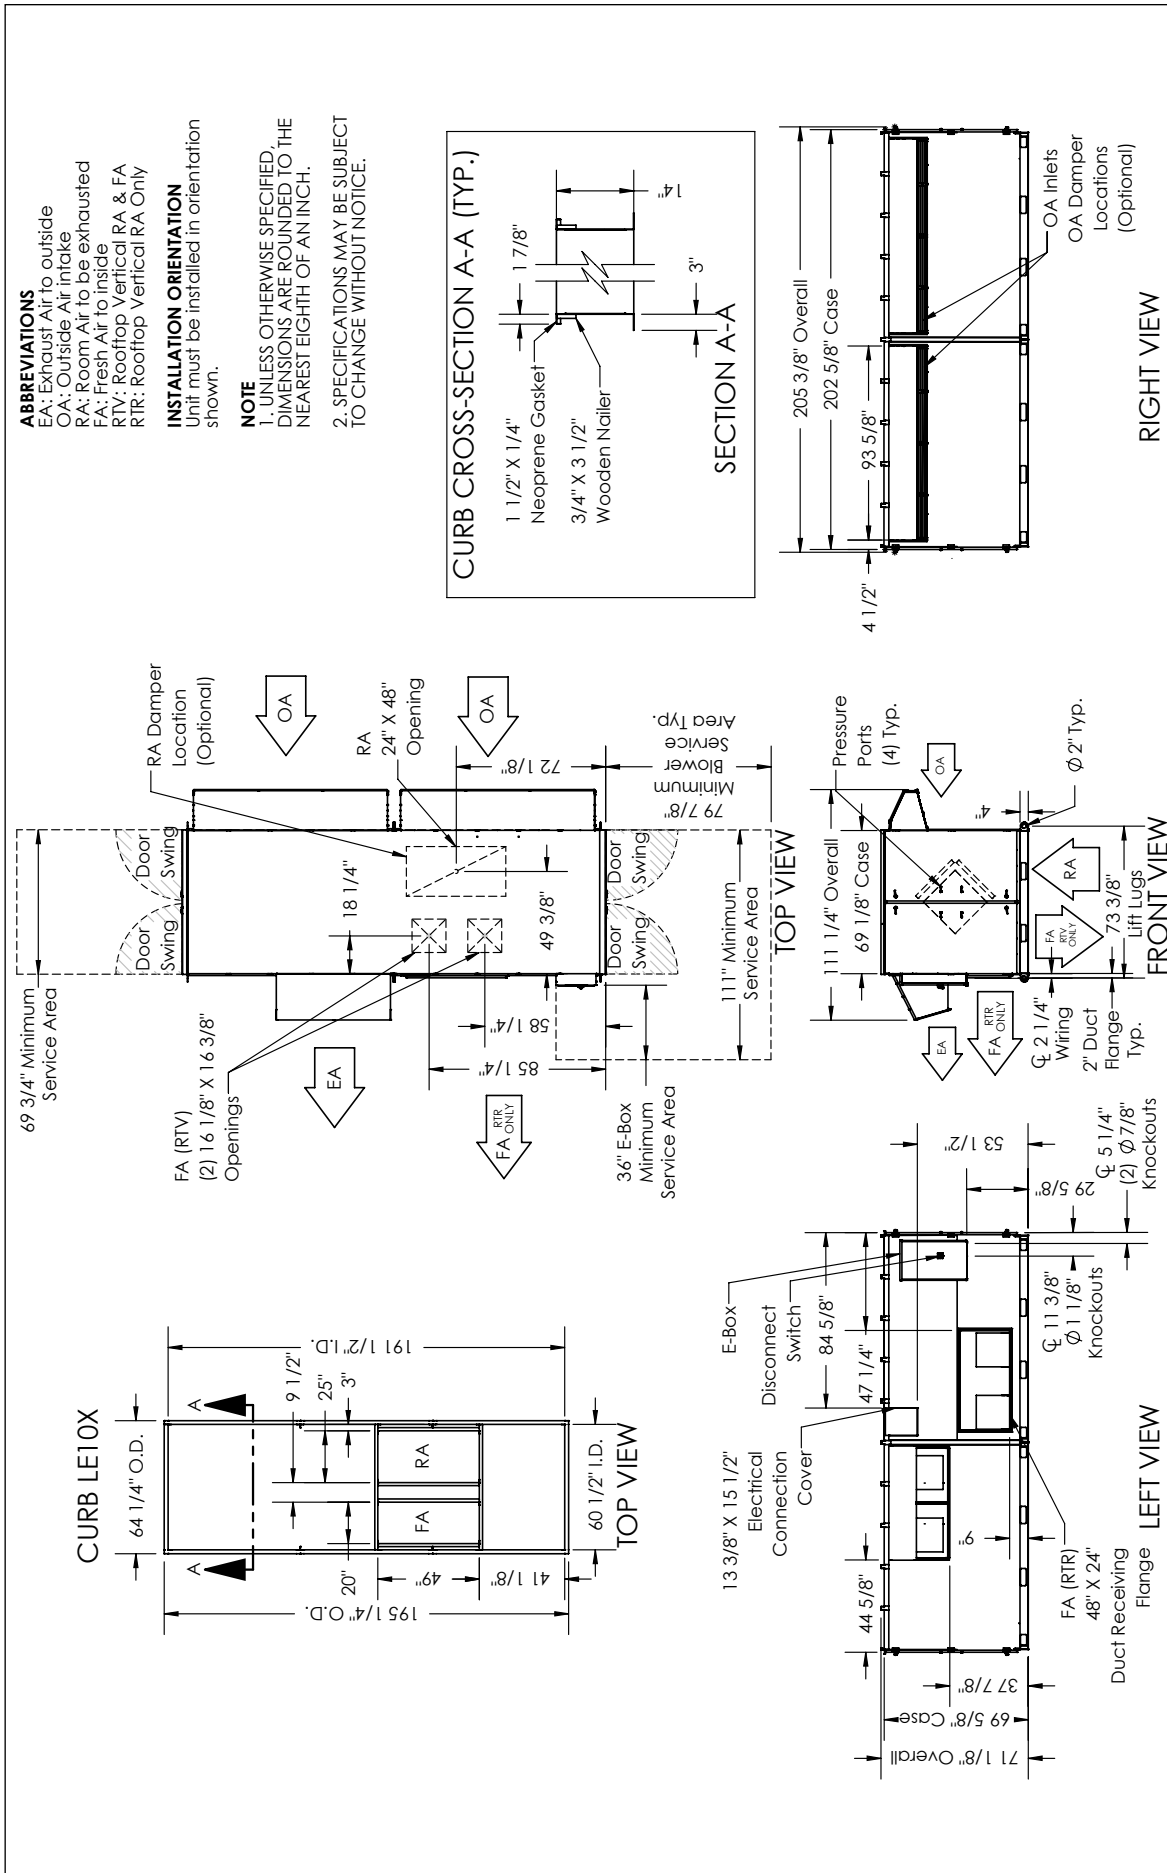 ABBREVIATIONS
EA: Exhaust Air to outside
OA: Outside Air intake
RA: Room Air to be exhausted
FA: Fresh Air to inside
RTV: Rooftop Vertical RA & FA
RTR: Rooftop Vertical RA Only
INSTALLATION ORIENTATION
Unit must be installed in orientation
shown.
NOTE
1. UNLESS OTHERWISE SPECIFIED,
DIMENSIONS ARE ROUNDED TO THE
NEAREST EIGHTH OF AN INCH.
2. SPECIFICATIONS MAY BE SUBJECT
TO CHANGE WITHOUT NOTICE.
CURB CROSS-SECTION A-A (TYP.)
1 7/8"
1 1/2" X 1/4"
Neoprene Gasket
3/4" X 3 1/2"
Wooden Nailer
14"
3"
SECTION A-A
205 3/8" Overall
202 5/8" Case
93 5/8"
4 1/2"
OA Inlets
OA Damper
Locations
(Optional)
RIGHT VIEW
69 3/4" Minimum
Service Area
Door
Swing
Door
Swing
RA Damper
Location
(Optional)
FA (RTV)
(2) 16 1/8" X 16 3/8"
Openings
18 1/4"
OA
EA
RA
24" X 48"
Opening
OA
FA RTR
ONLY
49 3/8"
72 1/8"
58 1/4"
85 1/4"
Door
Swing
Door
Swing
36" E-Box
Minimum
Service Area
79 7/8"
Minimum
Blower
Service
Area Typ.
111" Minimum
Service Area
TOP VIEW
111 1/4" Overall
69 1/8" Case
Pressure
Ports
(4) Typ.
OA
EA
FA RTR
ONLY
FA
RTV
ONLY
RA
4"
Ø 2" Typ.
℄ 2 1/4"
Wiring
2" Duct
Flange
Typ.
73 3/8"
Lift Lugs
FRONT VIEW
CURB LE10X
64 1/4" O.D.
A
A
191 1/2" I.D.
195 1/4" O.D.
9 1/2"
25"
3"
20"
49"
41 1/8"
FA
RA
60 1/2" I.D.
TOP VIEW
13 3/8" X 15 1/2"
Electrical
Connection
Cover
E-Box
Disconnect
Switch
84 5/8"
47 1/4"
44 5/8"
53 1/2"
29 5/8"
℄ 5 1/4"
(2) Ø 7/8"
Knockouts
℄ 11 3/8"
Ø 1 1/8"
Knockouts
9"
37 7/8"
69 5/8" Case
71 1/8" Overall
FA (RTR)
48" X 24"
Duct Receiving
Flange
LEFT VIEW